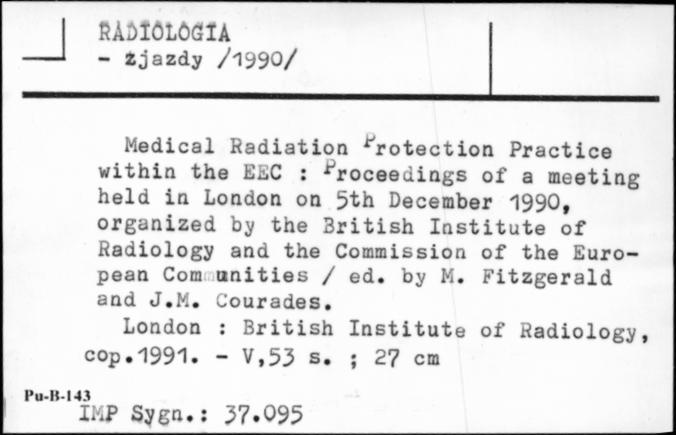 RADIOLOGIA
- zjazdy /1990/
Medical Radiation Protection Practice
within the EEC : Proceedings of a meeting
held in London on 5th December 1990,
organized by the British Institute of
Radiology and the Commission of the Euro-
pean Communities / ed. by M. Fitzgerald
and J.M. Courades.
London : British Institute of Radiology,
cop.1991. - V,53 s. ; 27 cm
Pu-B-143
IMP Sygn.: 37.095